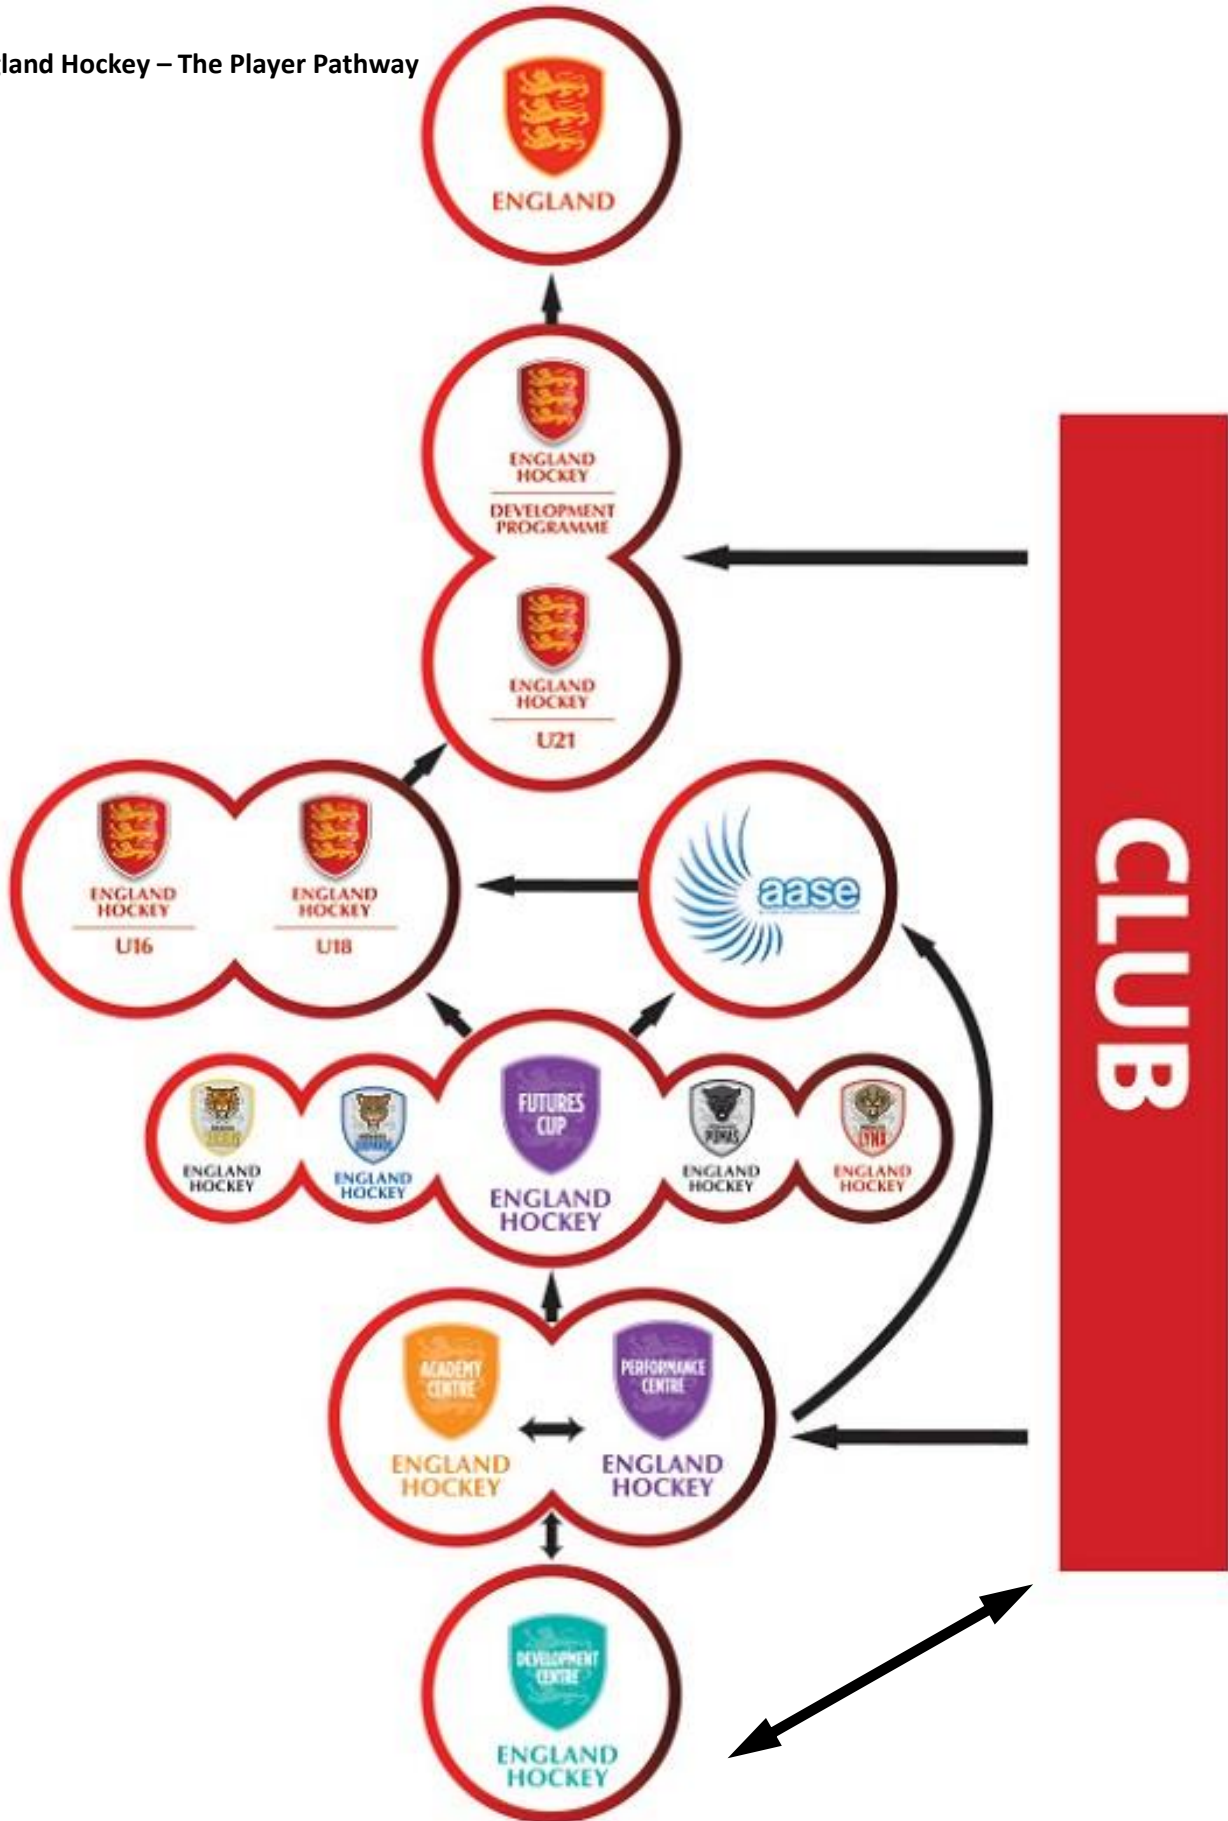 gland Hockey – The Player Pathway
ENGLAND
ENGLAND
HOCKEY
DEVELOPMENT
PROGRAMME
ENGLAND
HOCKEY
U21
ENGLAND
HOCKEY
U16
ENGLAND
HOCKEY
U18
aase
CLUB
ENGLAND
HOCKEY
ENGLAND
HOCKEY
FUTURES
CUP
ENGLAND
HOCKEY
PUMAS
ENGLAND
HOCKEY
LYNX
ENGLAND
HOCKEY
ACADEMY
CENTRE
ENGLAND
HOCKEY
PERFORMANCE
CENTRE
ENGLAND
HOCKEY
DEVELOPMENT
CENTRE
ENGLAND
HOCKEY